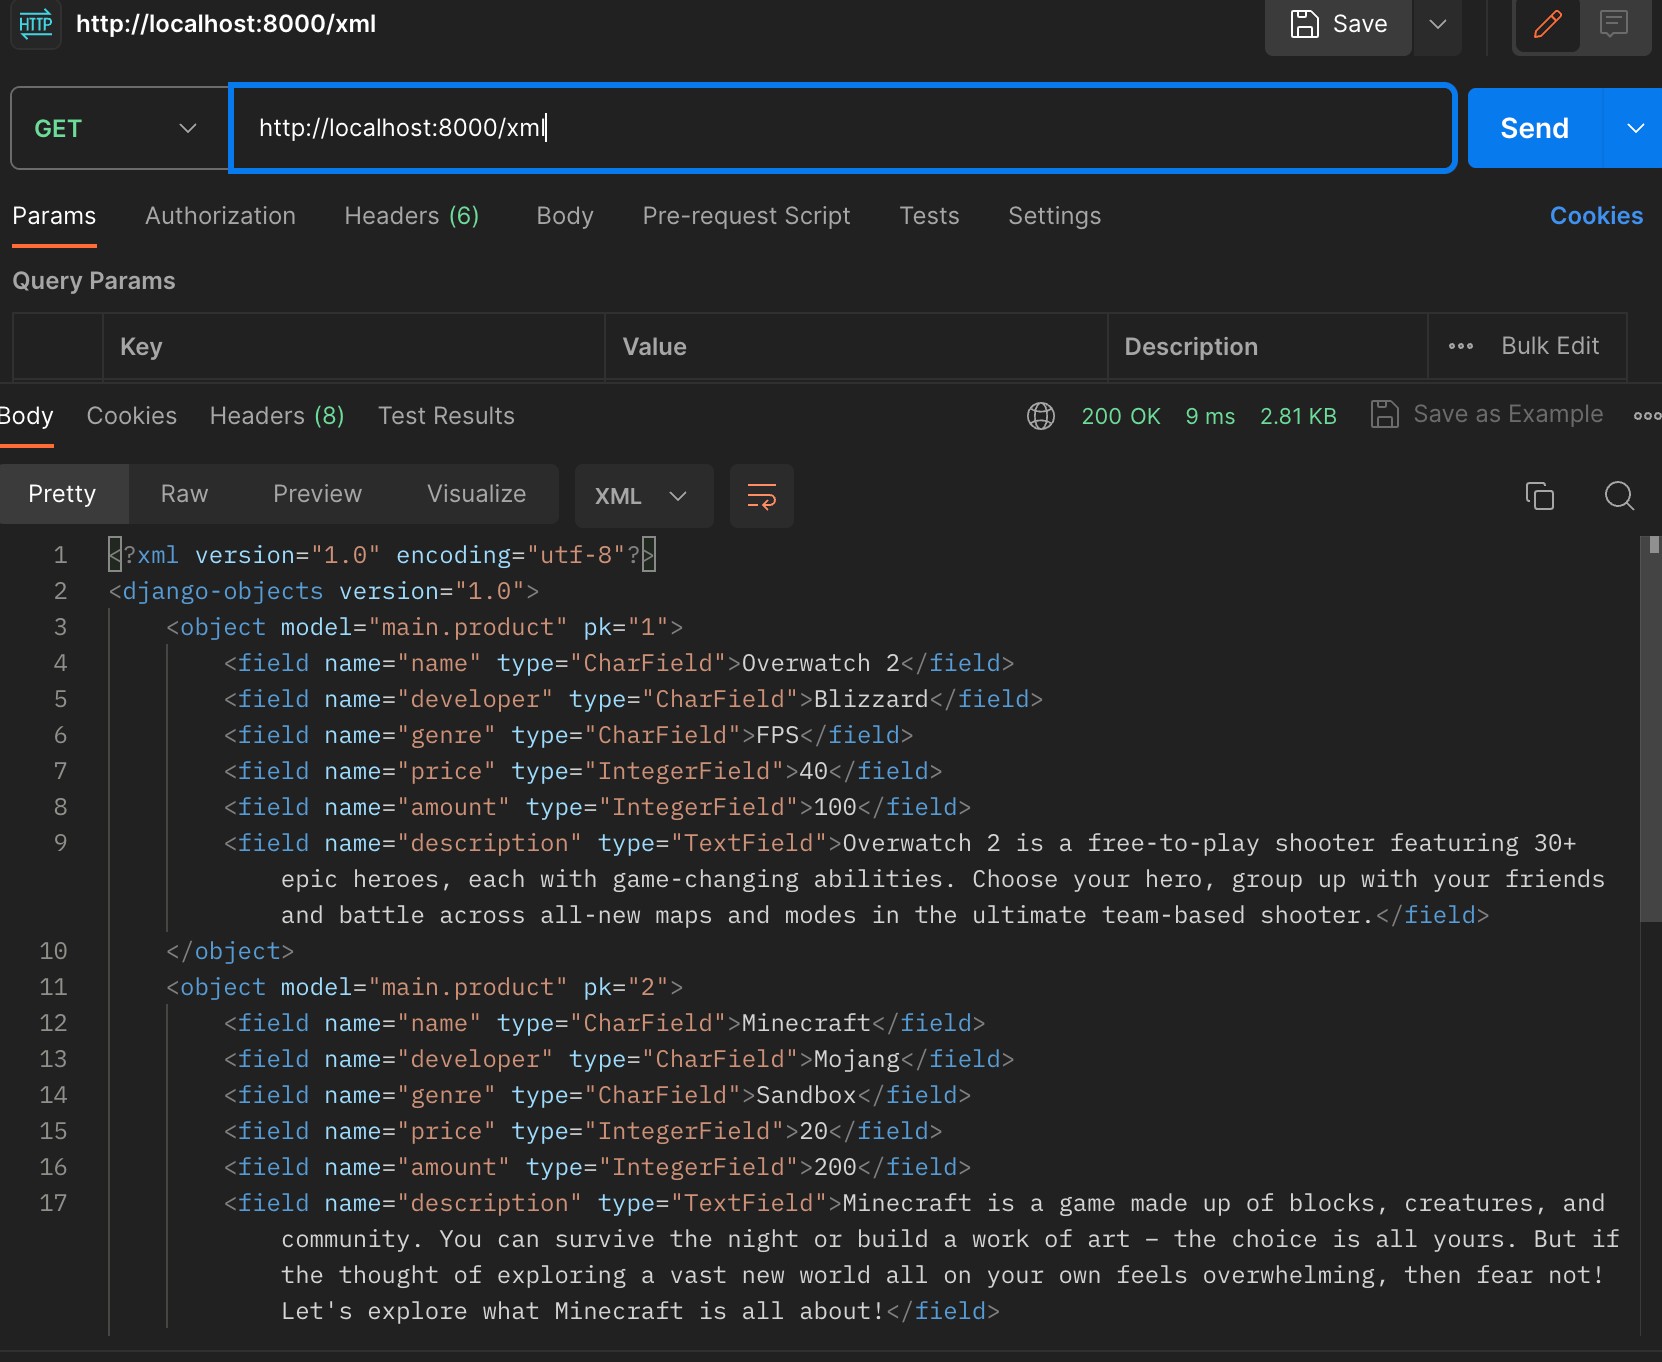 HTTP http://localhost:8000/xml Save
GET http://localhost:8000/xml Send
Params Authorization Headers (6) Body Pre-request Script Tests Settings Cookies
Query Params
Key Value Description ••• Bulk Edit
Body Cookies Headers (8) Test Results 200 OK 9 ms 2.81 KB Save as Example
Pretty Raw Preview Visualize XML
1 <?xml version="1.0" encoding="utf-8"?>
2 <django-objects version="1.0">
3 <object model="main.product" pk="1">
4 <field name="name" type="CharField">Overwatch 2</field>
5 <field name="developer" type="CharField">Blizzard</field>
6 <field name="genre" type="CharField">FPS</field>
7 <field name="price" type="IntegerField">40</field>
8 <field name="amount" type="IntegerField">100</field>
9 <field name="description" type="TextField">Overwatch 2 is a free-to-play shooter featuring 30+
epic heroes, each with game-changing abilities. Choose your hero, group up with your friends
and battle across all-new maps and modes in the ultimate team-based shooter.</field>
10 </object>
11 <object model="main.product" pk="2">
12 <field name="name" type="CharField">Minecraft</field>
13 <field name="developer" type="CharField">Mojang</field>
14 <field name="genre" type="CharField">Sandbox</field>
15 <field name="price" type="IntegerField">20</field>
16 <field name="amount" type="IntegerField">200</field>
17 <field name="description" type="TextField">Minecraft is a game made up of blocks, creatures, and
community. You can survive the night or build a work of art – the choice is all yours. But if
the thought of exploring a vast new world all on your own feels overwhelming, then fear not!
Let's explore what Minecraft is all about!</field>